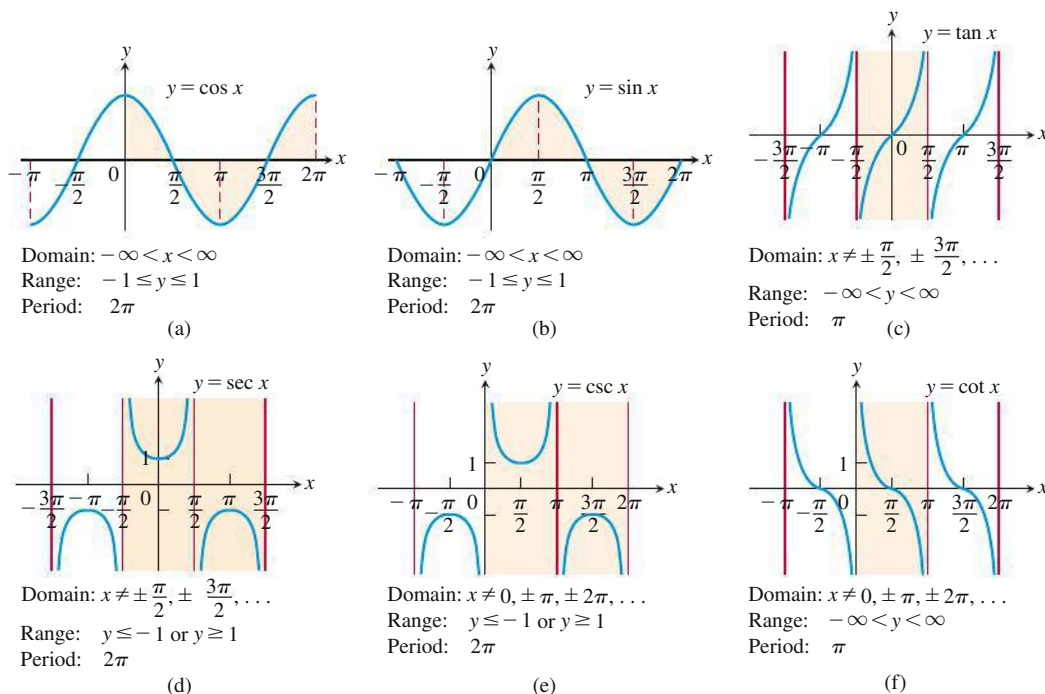 y
y = cos x
x
−π
−π/2
0
π/2
π
3π/2
2π
Domain: −∞ < x < ∞
Range: −1 ≤ y ≤ 1
Period: 2π
(a)
y
y = sin x
x
−π
−π/2
0
π/2
π
3π/2
2π
Domain: −∞ < x < ∞
Range: −1 ≤ y ≤ 1
Period: 2π
(b)
y
y = tan x
x
−3π/2
−π
−π/2
0
π/2
π
3π/2
Domain: x ≠ ± π/2, ± 3π/2, . . .
Range: −∞ < y < ∞
Period: π
(c)
y
y = sec x
1
x
−3π/2
−π
−π/2
0
π/2
π
3π/2
Domain: x ≠ ± π/2, ± 3π/2, . . .
Range: y ≤ −1 or y ≥ 1
Period: 2π
(d)
y
y = csc x
1
x
−π
−π/2
0
π/2
π
3π/2
2π
Domain: x ≠ 0, ± π, ± 2π, . . .
Range: y ≤ −1 or y ≥ 1
Period: 2π
(e)
y
y = cot x
1
x
−π
−π/2
0
π/2
π
3π/2
2π
Domain: x ≠ 0, ± π, ± 2π, . . .
Range: −∞ < y < ∞
Period: π
(f)